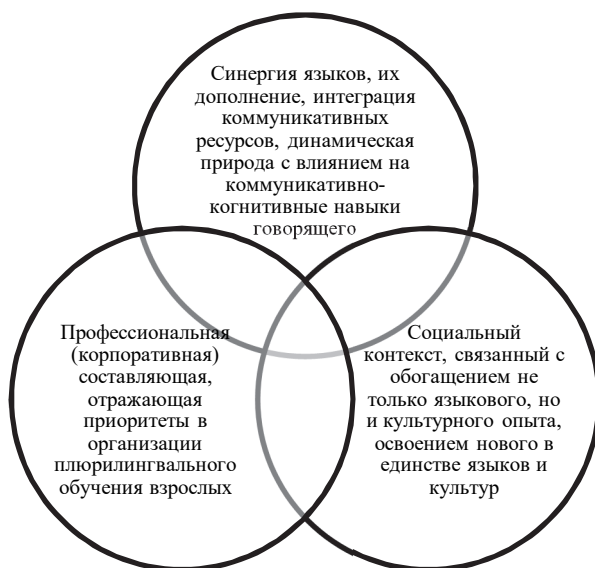 Синергия языков, их
дополнение, интеграция
коммуникативных
ресурсов, динамическая
природа с влиянием на
коммуникативно-
когнитивные навыки
говорящего
Профессиональная
(корпоративная)
составляющая,
отражающая
приоритеты в
организации
плюрилингвального
обучения взрослых
Социальный
контекст, связанный с
обогащением не
только языкового, но
и культурного опыта,
освоением нового в
единстве языков и
культур